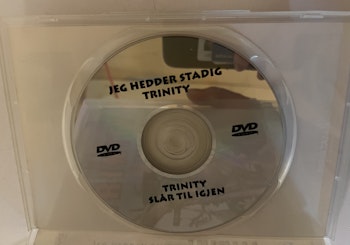 JEG HEDDER STADIG
TRINITY
DVD
DVD
TRINITY
SLÅR TIL IGJEN